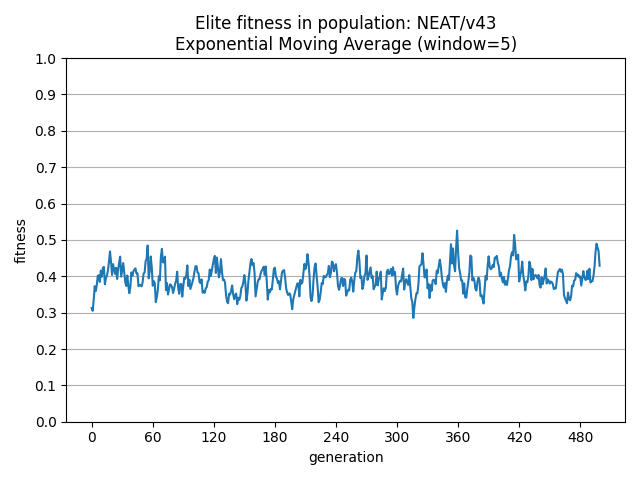 Elite fitness in population: NEAT/v43
Exponential Moving Average (window=5)
1.0
0.9
0.8
0.7
0.6
0.5
0.4
0.3
0.2
0.1
0.0
fitness
0 60 120 180 240 300 360 420 480
generation